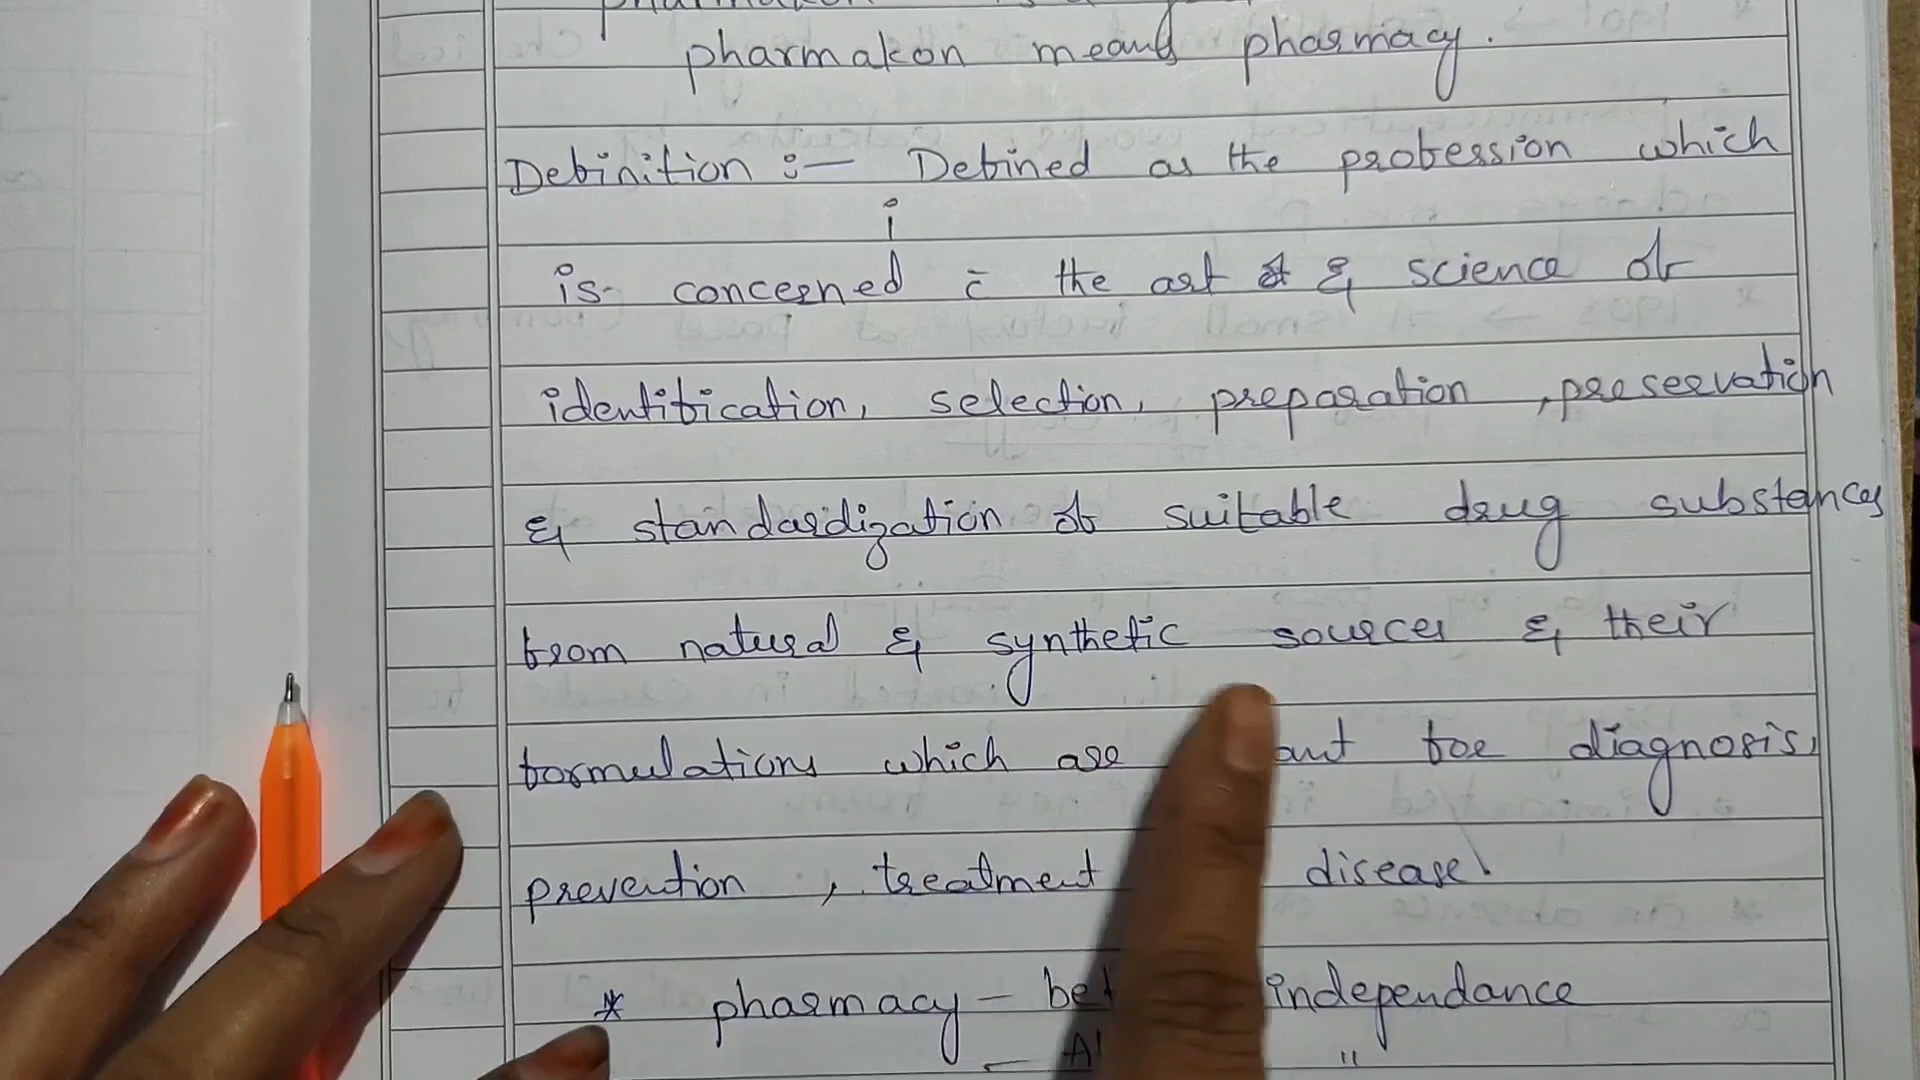 pharmakon means pharmacy.
Definition :— Defined as the profession which
i
is concerned c̄ the art & science of
identification, selection, preparation, preservation
& standardization of suitable drug substances
from natural & synthetic sources & their
formulations which are for diagnosis,
prevention, treatment disease.
* pharmacy — independance
— "